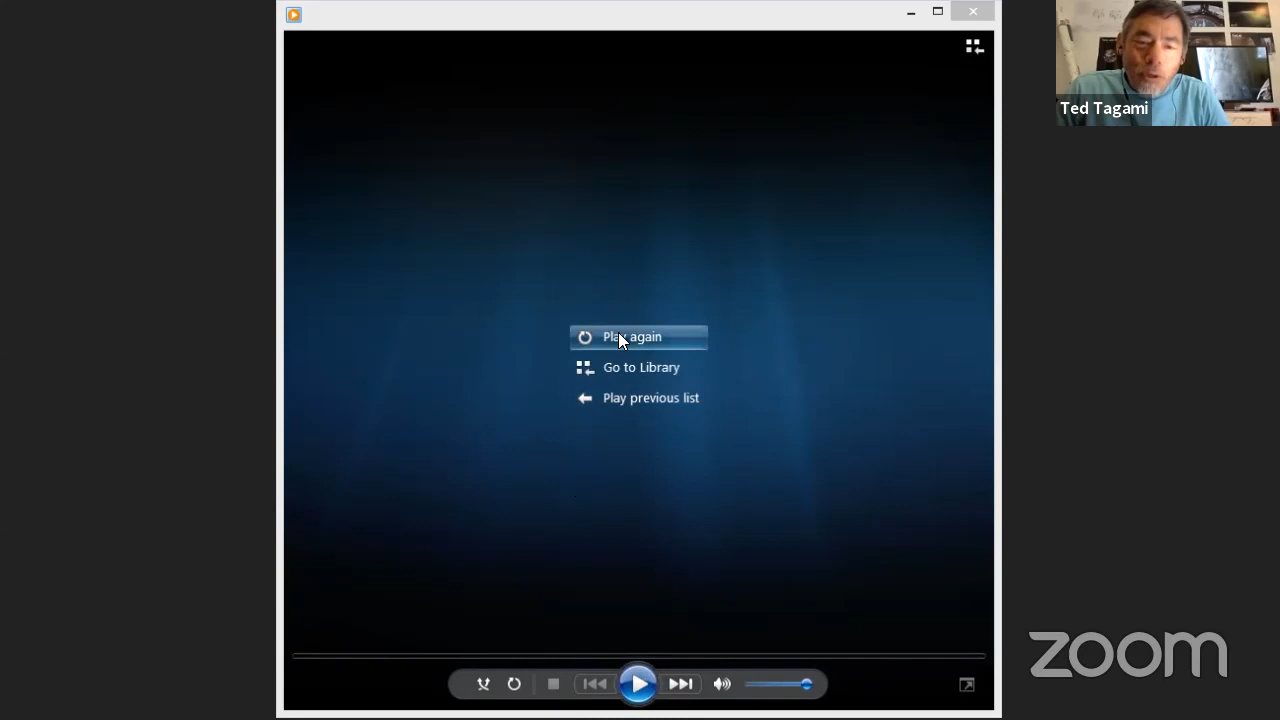 Ted Tagami
Play again
Go to Library
Play previous list
zoom